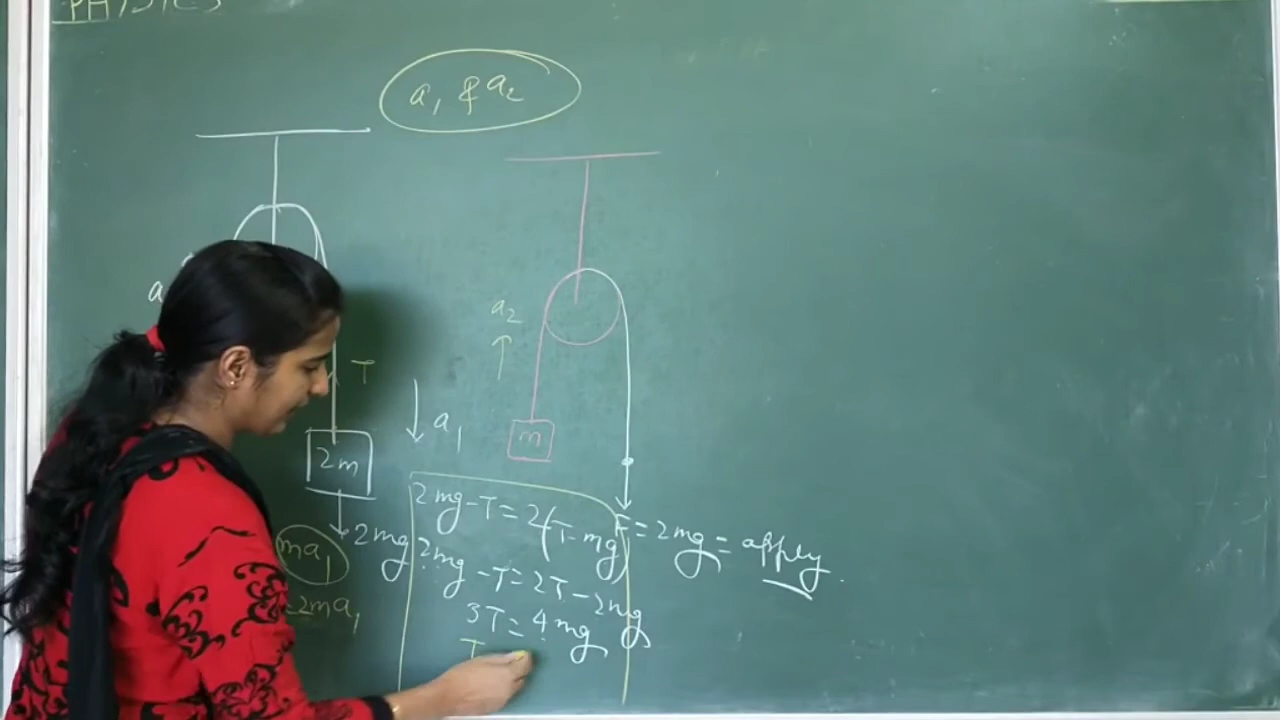 PHYSICS
a₁ & a₂
a
T
a₁
2m
2mg
ma₁
=2ma₁
a₂
m
F=2mg=apply
2mg-T=2(T-mg)
2mg-T=2T-2mg
3T=4mg
T